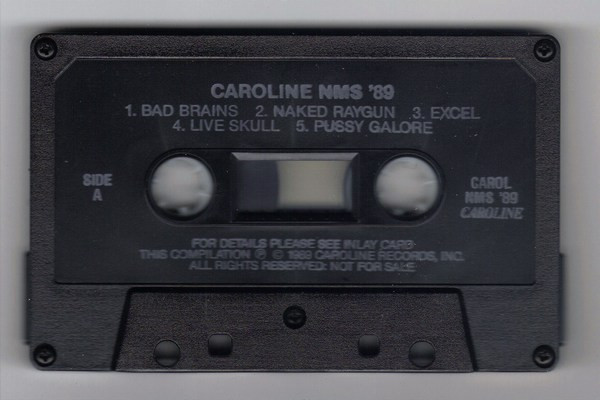 CAROLINE NMS '89
1. BAD BRAINS 2. NAKED RAYGUN 3. EXCEL
4. LIVE SKULL 5. PUSSY GALORE
SIDE
A
CAROL
NMS '89
CAROLINE
FOR DETAILS PLEASE SEE INLAY CARD
THIS COMPILATION Ⓟ © 1989 CAROLINE RECORDS, INC.
ALL RIGHTS RESERVED: NOT FOR SALE